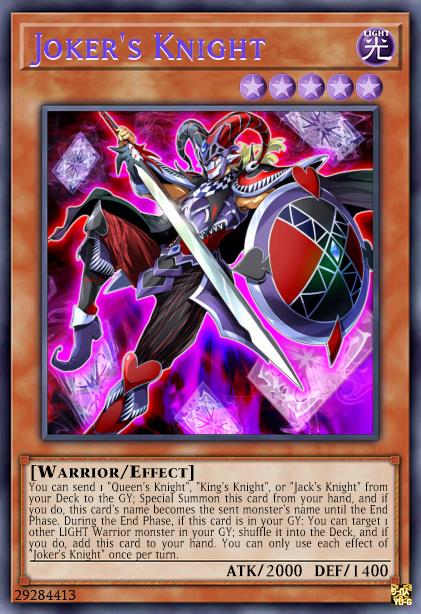 Joker's Knight
LIGHT
光
[Warrior/Effect]
You can send 1 "Queen's Knight", "King's Knight", or "Jack's Knight" from
your Deck to the GY; Special Summon this card from your hand, and if
you do, this card's name becomes the sent monster's name until the End
Phase. During the End Phase, if this card is in your GY: You can target 1
other LIGHT Warrior monster in your GY; shuffle it into the Deck, and if
you do, add this card to your hand. You can only use each effect of
"Joker's Knight" once per turn.
ATK/2000 DEF/1400
29284413